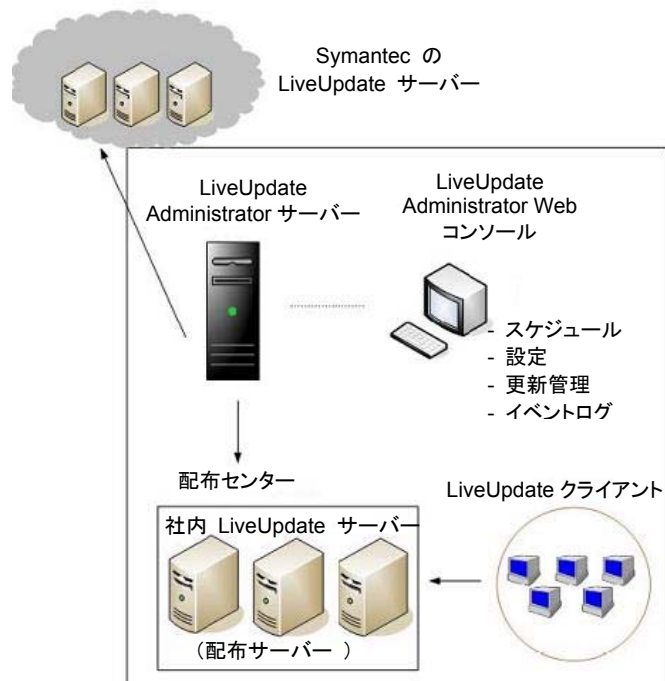 Symantec の
LiveUpdate サーバー
LiveUpdate
Administrator サーバー
LiveUpdate
Administrator Web
コンソール
- スケジュール
- 設定
- 更新管理
- イベントログ
配布センター
社内 LiveUpdate サーバー
（配布サーバー ）
LiveUpdate クライアント